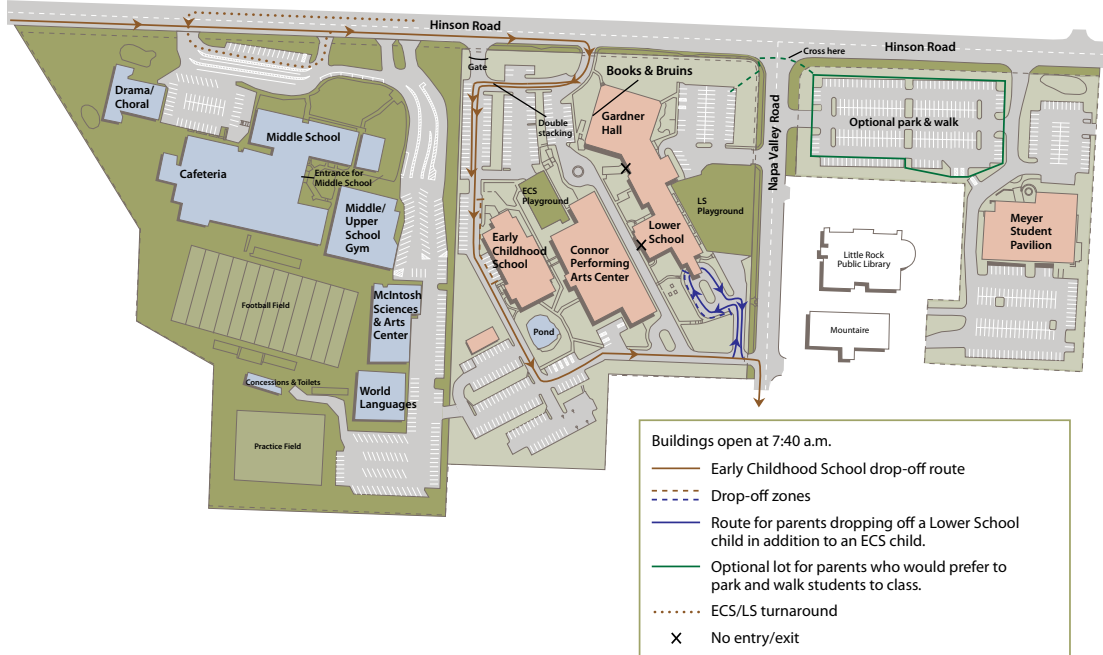 Hinson Road
Hinson Road
Cross here
Gate
Books & Bruins
Drama/
Choral
Gardner
Hall
Double
stacking
Optional park & walk
Middle School
Napa Valley Road
Cafeteria
Entrance for
Middle School
ECS
Playground
LS
Playground
Middle/
Upper
School
Gym
Early
Childhood
School
Connor
Performing
Arts Center
Lower
School
Meyer
Student
Pavilion
Little Rock
Public Library
Football Field
McIntosh
Sciences
& Arts
Center
Pond
Mountaire
Concessions & Toilets
World
Languages
Practice Field
Buildings open at 7:40 a.m.
Early Childhood School drop-off route
Drop-off zones
Route for parents dropping off a Lower School
child in addition to an ECS child.
Optional lot for parents who would prefer to
park and walk students to class.
ECS/LS turnaround
No entry/exit